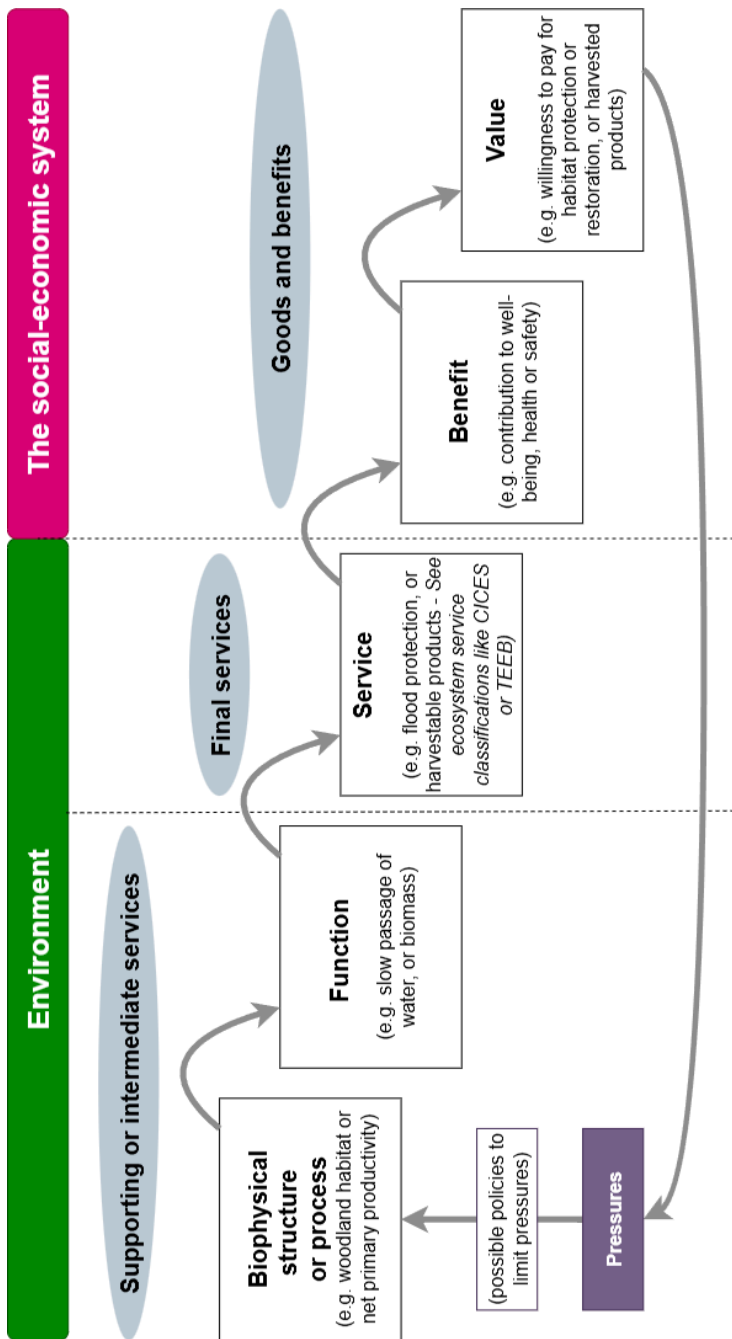 Environment
The social-economic system
Supporting or intermediate services
Final services
Goods and benefits
Biophysical
structure
or process
(e.g. woodland habitat or
net primary productivity)
Function
(e.g. slow passage of
water, or biomass)
Service
(e.g. flood protection, or
harvestable products - See
ecosystem service
classifications like CICES
or TEEB)
Benefit
(e.g. contribution to well-
being, health or safety)
Value
(e.g. willingness to pay for
habitat protection or
restoration, or harvested
products)
(possible policies to
limit pressures)
Pressures